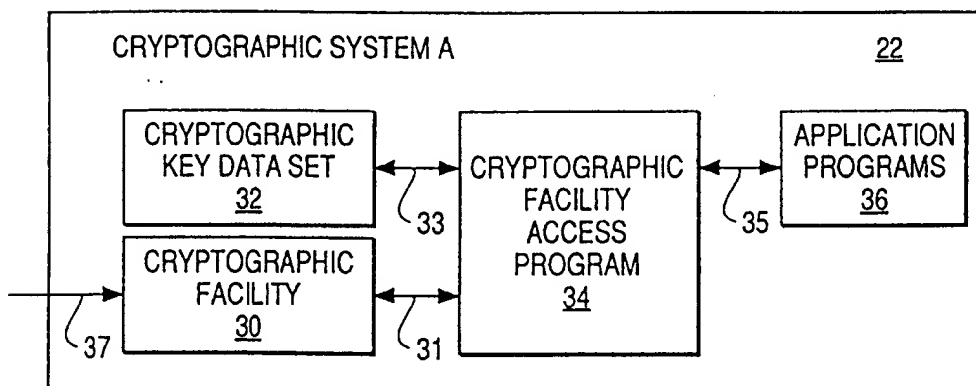 CRYPTOGRAPHIC SYSTEM A
22
CRYPTOGRAPHIC
KEY DATA SET
32
33
CRYPTOGRAPHIC
FACILITY
30
37
31
CRYPTOGRAPHIC
FACILITY
ACCESS
PROGRAM
34
35
APPLICATION
PROGRAMS
36